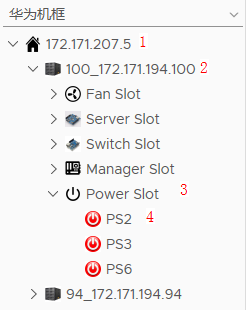 华为机框
172.171.207.5 1
100_172.171.194.100 2
Fan Slot
Server Slot
Switch Slot
Manager Slot
Power Slot 3
PS2 4
PS3
PS6
94_172.171.194.94